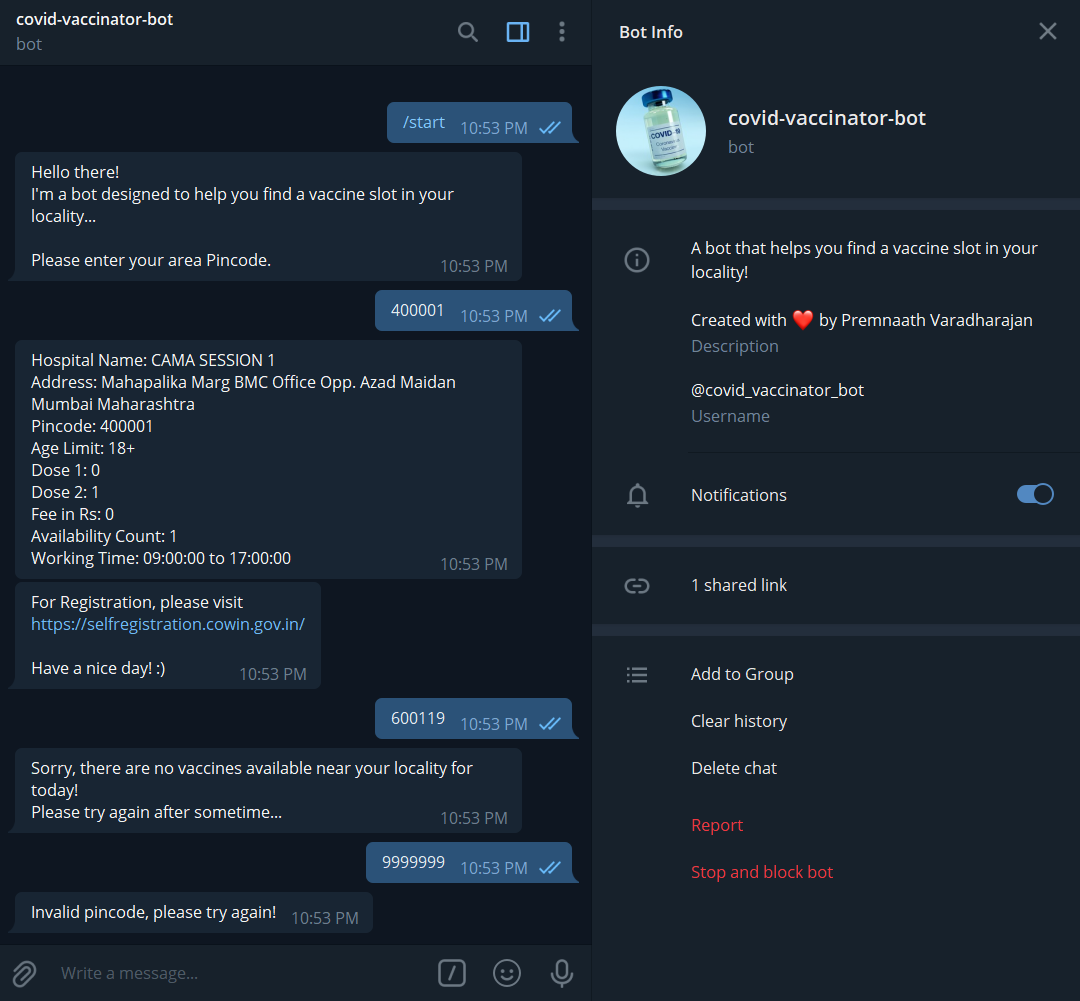 covid-vaccinator-bot
bot
/start 10:53 PM
Hello there!
I'm a bot designed to help you find a vaccine slot in your
locality...
Please enter your area Pincode.
10:53 PM
400001 10:53 PM
Hospital Name: CAMA SESSION 1
Address: Mahapalika Marg BMC Office Opp. Azad Maidan
Mumbai Maharashtra
Pincode: 400001
Age Limit: 18+
Dose 1: 0
Dose 2: 1
Fee in Rs: 0
Availability Count: 1
Working Time: 09:00:00 to 17:00:00
10:53 PM
For Registration, please visit
https://selfregistration.cowin.gov.in/
Have a nice day! :)
10:53 PM
600119 10:53 PM
Sorry, there are no vaccines available near your locality for
today!
Please try again after sometime...
10:53 PM
9999999 10:53 PM
Invalid pincode, please try again! 10:53 PM
Write a message...
Bot Info
COVID-19
Coronavirus
Vaccine
covid-vaccinator-bot
bot
A bot that helps you find a vaccine slot in your
locality!
Created with ❤️ by Premnaath Varadharajan
Description
@covid_vaccinator_bot
Username
Notifications
1 shared link
Add to Group
Clear history
Delete chat
Report
Stop and block bot